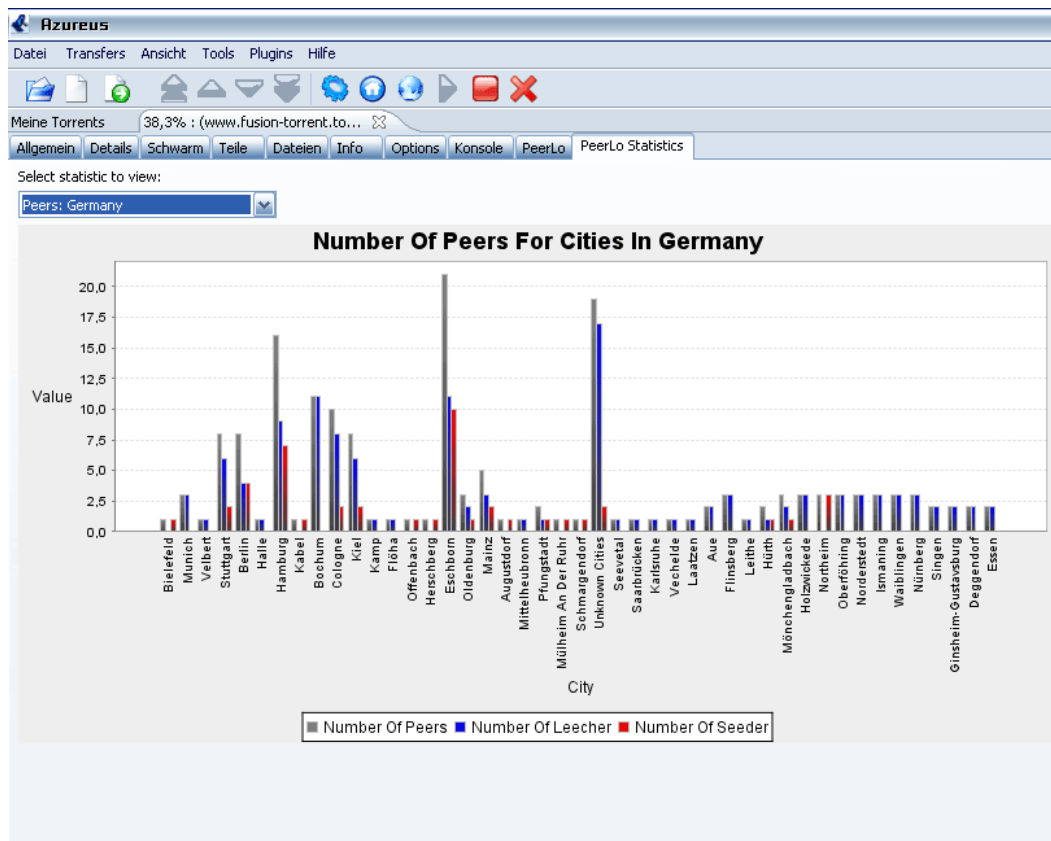 Azureus
Datei Transfers Ansicht Tools Plugins Hilfe
Meine Torrents 38,3% : (www.fusion-torrent.to...
Allgemein Details Schwarm Teile Dateien Info Options Konsole PeerLo PeerLo Statistics
Select statistic to view:
Peers: Germany
Number Of Peers For Cities In Germany
20,0
17,5
15,0
12,5
Value
10,0
7,5
5,0
2,5
0,0
Bielefeld
Munich
Velbert
Stuttgart
Berlin
Halle
Hamburg
Kabel
Bochum
Cologne
Kiel
Kamp
Flöha
Offenbach
Herschberg
Eschborn
Oldenburg
Mainz
Augustdorf
Mittelheubronn
Pfungstadt
Mülheim An Der Ruhr
Schmargendorf
Unknown Cities
Seevetal
Saarbrücken
Karlsruhe
Vechelde
Laatzen
Aue
Flinsberg
Leithe
Hürth
Mönchengladbach
Holzwickede
Northeim
Oberföhring
Norderstedt
Ismaning
Waiblingen
Nürnberg
Singen
Ginsheim-Gustavsburg
Deggendorf
Essen
City
Number Of Peers Number Of Leecher Number Of Seeder